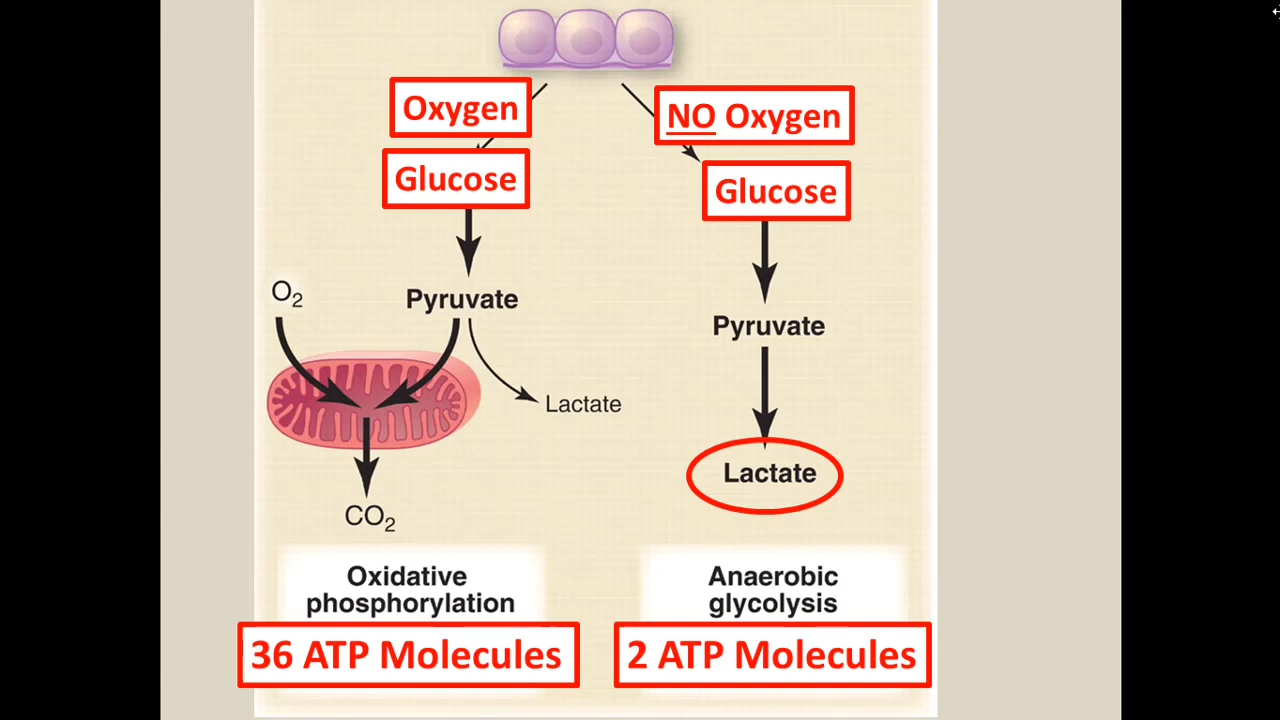 Oxygen
NO Oxygen
Glucose
Glucose
O₂
Pyruvate
Pyruvate
Lactate
Lactate
CO₂
Oxidative
phosphorylation
36 ATP Molecules
Anaerobic
glycolysis
2 ATP Molecules